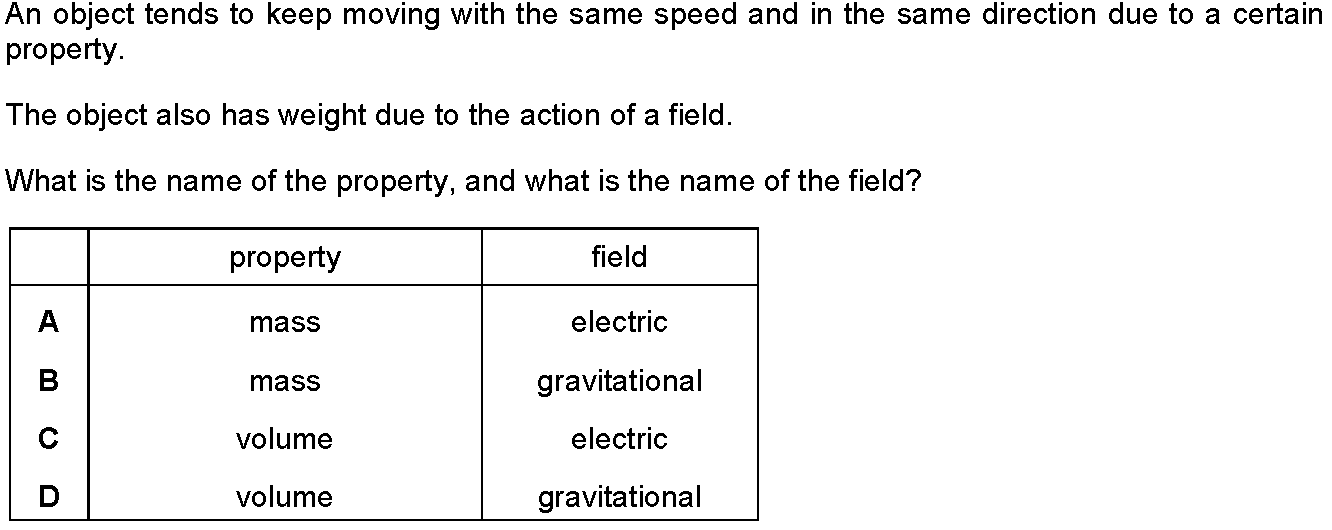 An object tends to keep moving with the same speed and in the same direction due to a certain
property.
The object also has weight due to the action of a field.
What is the name of the property, and what is the name of the field?
property field
A mass electric
B mass gravitational
C volume electric
D volume gravitational